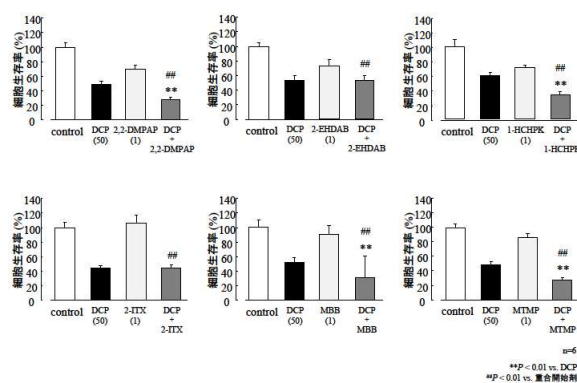 細胞生存率 (%)
140
120
100
80
60
40
20
0
##
**
control DCP 2,2-DMPAP DCP
(50) (1) +
2,2-DMPAP
細胞生存率 (%)
140
120
100
80
60
40
20
0
##
control DCP 2-EHDAB DCP
(50) (1) +
2-EHDAB
細胞生存率 (%)
140
120
100
80
60
40
20
0
##
**
control DCP 1-HCHPK DCP
(50) (1) +
1-HCHPK
細胞生存率 (%)
140
120
100
80
60
40
20
0
##
control DCP 2-ITX DCP
(50) (1) +
2-ITX
細胞生存率 (%)
140
120
100
80
60
40
20
0
##
**
control DCP MBB DCP
(50) (1) +
MBB
細胞生存率 (%)
140
120
100
80
60
40
20
0
##
**
control DCP MTMP DCP
(50) (1) +
MTMP
n=6
**P < 0.01 vs. DCP
##P < 0.01 vs. 重合開始剤